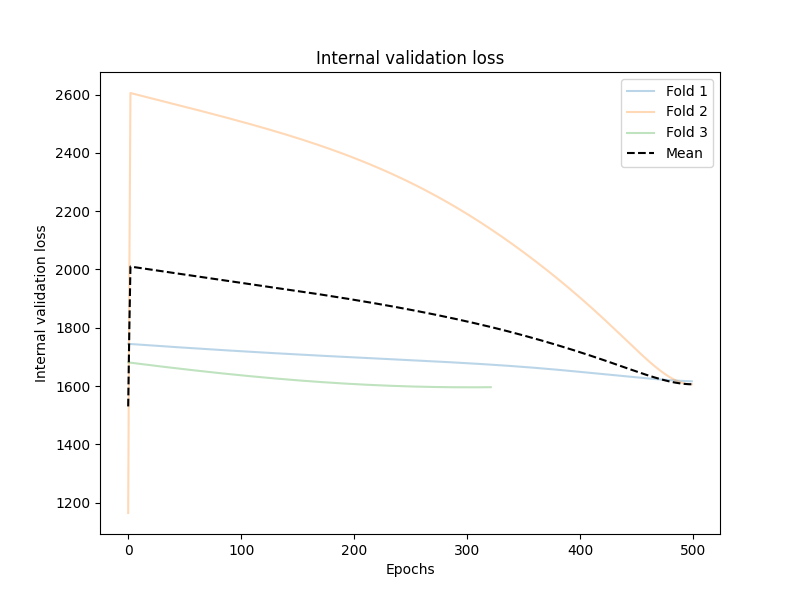 Internal validation loss
Fold 1
Fold 2
Fold 3
Mean
2600
2400
2200
2000
1800
1600
1400
1200
Internal validation loss
0 100 200 300 400 500
Epochs